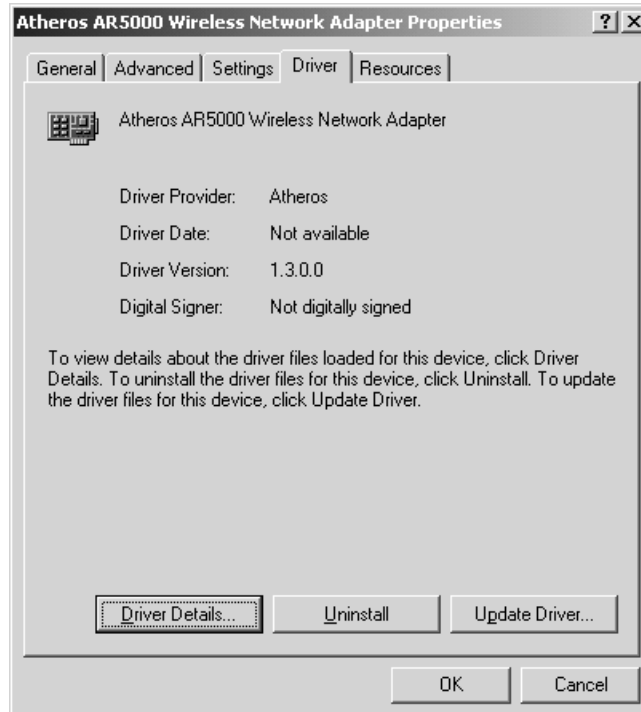 Atheros AR5000 Wireless Network Adapter Properties ? X
General Advanced Settings Driver Resources
Atheros AR5000 Wireless Network Adapter
Driver Provider: Atheros
Driver Date: Not available
Driver Version: 1.3.0.0
Digital Signer: Not digitally signed
To view details about the driver files loaded for this device, click Driver
Details. To uninstall the driver files for this device, click Uninstall. To update
the driver files for this device, click Update Driver.
Driver Details... Uninstall Update Driver...
OK Cancel